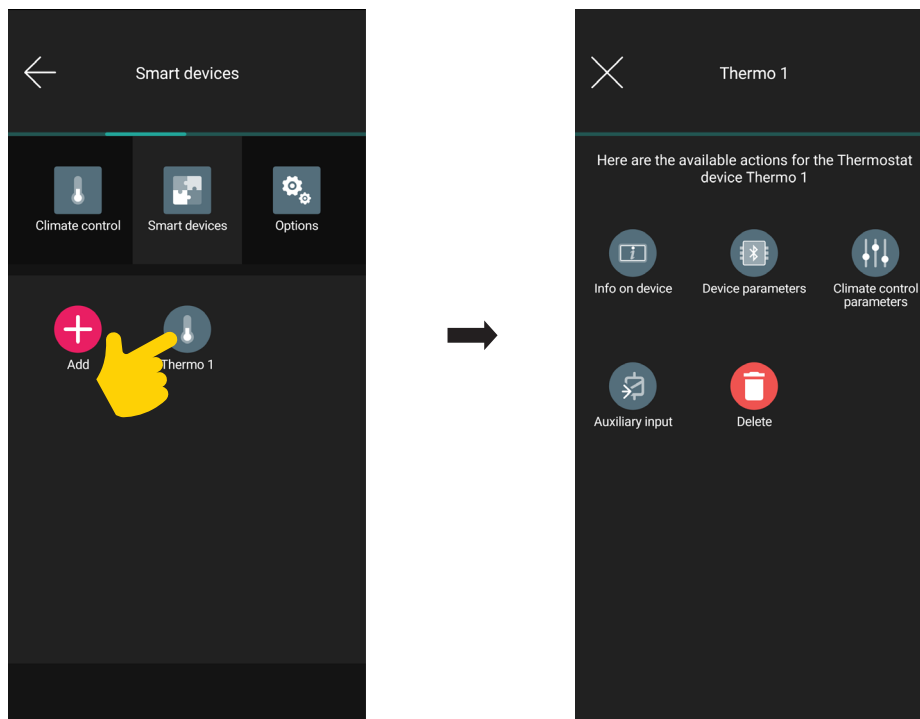 Smart devices
Climate control
Smart devices
Options
Add
Thermo 1
Thermo 1
Here are the available actions for the Thermostat
device Thermo 1
Info on device
Device parameters
Climate control
parameters
Auxiliary input
Delete